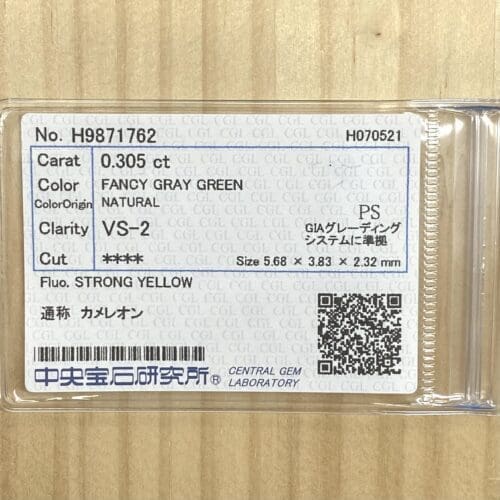 No. H9871762 H070521
Carat 0.305 ct
Color FANCY GRAY GREEN
ColorOrigin NATURAL
Clarity VS-2
PS
GIAグレーディング
システムに準拠
Cut **** Size 5.68 × 3.83 × 2.32 mm
Fluo. STRONG YELLOW
通称 カメレオン
中央宝石研究所® CENTRAL GEM
LABORATORY